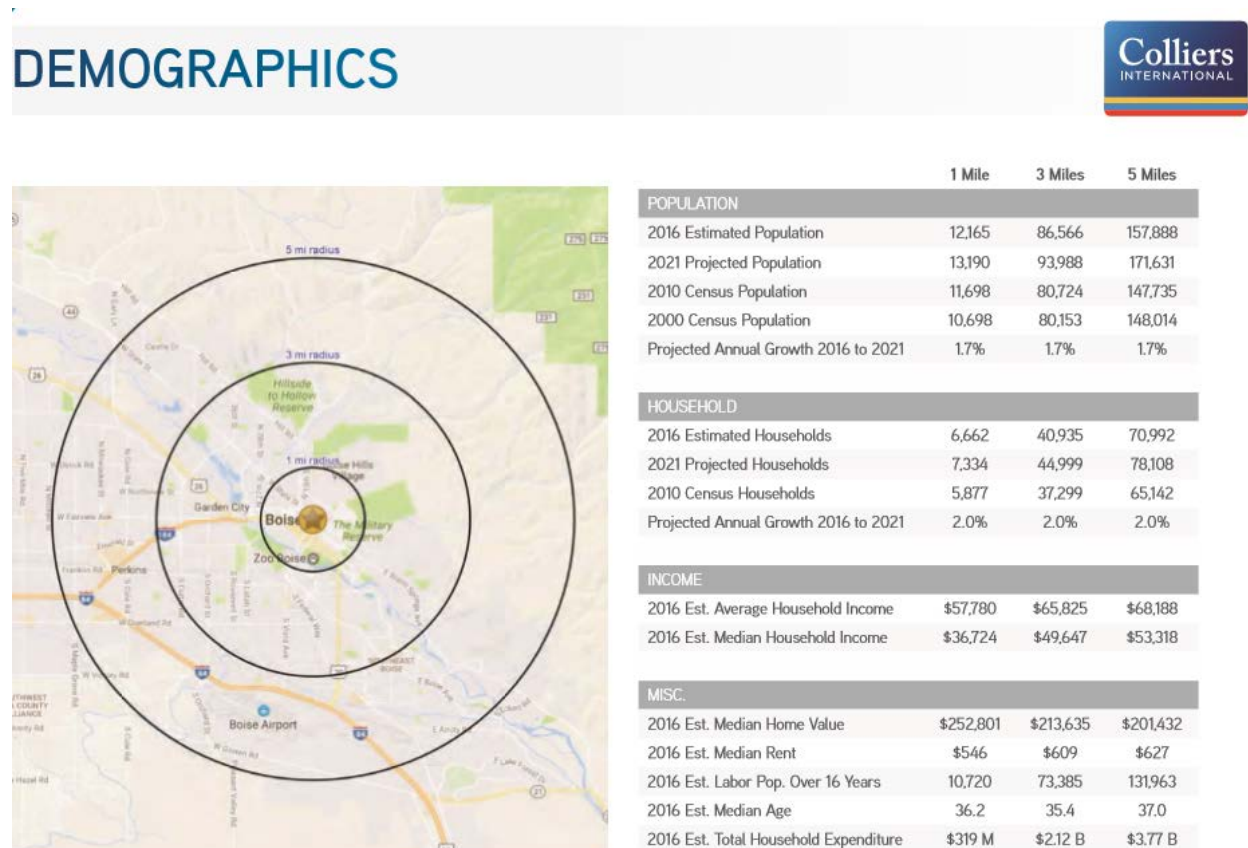 DEMOGRAPHICS
Colliers
INTERNATIONAL
1 Mile 3 Miles 5 Miles
POPULATION
2016 Estimated Population 12,165 86,566 157,888
2021 Projected Population 13,190 93,988 171,631
2010 Census Population 11,698 80,724 147,735
2000 Census Population 10,698 80,153 148,014
Projected Annual Growth 2016 to 2021 1.7% 1.7% 1.7%
HOUSEHOLD
2016 Estimated Households 6,662 40,935 70,992
2021 Projected Households 7,334 44,999 78,108
2010 Census Households 5,877 37,299 65,142
Projected Annual Growth 2016 to 2021 2.0% 2.0% 2.0%
INCOME
2016 Est. Average Household Income $57,780 $65,825 $68,188
2016 Est. Median Household Income $36,724 $49,647 $53,318
MISC.
2016 Est. Median Home Value $252,801 $213,635 $201,432
2016 Est. Median Rent $546 $609 $627
2016 Est. Labor Pop. Over 16 Years 10,720 73,385 131,963
2016 Est. Median Age 36.2 35.4 37.0
2016 Est. Total Household Expenditure $319 M $2.12 B $3.77 B
5 mi radius
3 mi radius
Hillside
to Hollow
Reserve
1 mi radius
Village
Garden City
Boise
The Military
Reserve
Zoo Boise
Perkins
Boise Airport
44
26
26
84
84
84
21